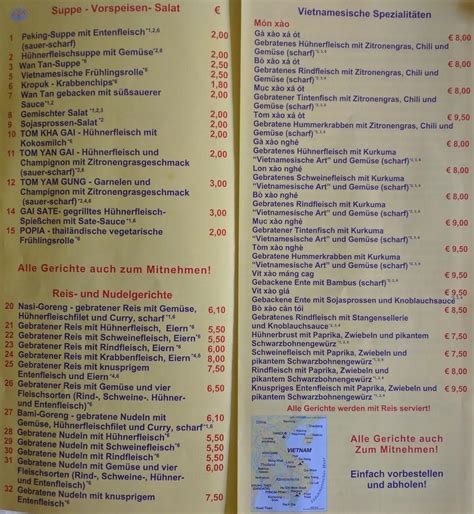 Suppe - Vorspeisen- Salat €
1 Peking-Suppe mit Entenfleisch*1,2,6 2,00
(sauer-scharf)
2 Hühnerfleischsuppe mit Gemüse*2,6 2,00
3 Wan Tan-Suppe*6 2,50
5 Vietnamesische Frühlingsrolle*6 2,00
6 Kropuk - Krabbenchips*9 1,80
7 Wan Tan gebacken mit süßsauerer
Sauce*1,2 2,00
8 Gemischter Salat 2,00
9 Sojasprossen-Salat*2 2,00
10 TOM KHA GAI - Hühnerfleisch mit
Kokosmilch*6 2,00
11 TOM YAN GAI - Hühnerfleisch und
Champignon mit Zitronengrasgeschmack
(sauer-scharf) 2,00
12 TOM YAM GUNG - Garnelen und
Champignon mit Zitronengrasgeschmack
(sauer-scharf) 3,00
14 GAI SATE- gegrilltes Hühnerfleisch-
Spießchen mit Sate-Sauce 3,00
15 POPIA - thailändische vegetarische
Frühlingsrolle*6 2,00
Alle Gerichte auch zum Mitnehmen!
Reis- und Nudelgerichte
20 Nasi-Goreng - gebratener Reis mit Gemüse,
Hühnerfleischfilet und Curry, scharf 6,10
21 Gebratener Reis mit Hühnerfleisch, Eiern 5,50
22 Gebratener Reis mit Schweinefleisch, Eiern 5,50
23 Gebratener Reis mit Rindfleisch, Eiern 5,50
24 Gebratener Reis mit Krabbenfleisch, Eiern 6,10
25 Gebratener Reis mit knusprigem
Entenfleisch und Eiern 7,50
26 Gebratener Reis mit Gemüse und vier
Fleischsorten (Rind-, Schweine-, Hühner-
und Entenfleisch) 6,50
27 Bami-Goreng - gebratene Nudeln mit
Gemüse, Hühnerfleischfilet und Curry, scharf 6,10
28 Gebratene Nudeln mit Hühnerfleisch 5,50
29 Gebratene Nudeln mit Schweinefleisch 5,50
30 Gebratene Nudeln mit Rindfleisch 5,50
31 Gebratene Nudeln mit Gemüse und vier
Fleischsorten (Rind-, Schweine-, Hühner-
und Entenfleisch) 6,50
32 Gebratene Nudeln mit knusprigem
Entenfleisch 7,50
Vietnamesische Spezialitäten
Món xào €
Gà xào xả ớt
Gebratenes Hühnerfleisch mit Zitronengras, Chili und
Gemüse (scharf) € 8,00
Bò xào xả ớt
Gebratenes Rindfleisch mit Zitronengras, Chili und
Gemüse (scharf) € 8,00
Mực xào xả ớt
Gebratener Tintenfisch mit Zitronengras, Chili und
Gemüse (scharf) € 8,00
Tôm xào xả ớt
Gebratene Hummerkrabben mit Zitronengras, Chili
und Gemüse (scharf) € 9,50
Gà xào nghệ
Gebratenes Hühnerfleisch mit Kurkuma
"Vietnamesische Art" und Gemüse (scharf) € 8,00
Lợn xào nghệ
Gebratenes Schweinefleisch mit Kurkuma
"Vietnamesische Art" und Gemüse (scharf) € 8,00
Bò xào nghệ
Gebratenes Rindfleisch mit Kurkuma
"Vietnamesische Art" und Gemüse (scharf) € 8,00
Mực xào nghệ
Gebratener Tintenfisch mit Kurkuma
"Vietnamesische Art" und Gemüse (scharf) € 8,00
Tôm xào nghệ
Gebratene Hummerkrabben mit Kurkuma
"Vietnamesische Art" und Gemüse (scharf) € 9,50
Vịt xào măng cay
Gebackene Ente mit Bambus (scharf) € 9,50
Vịt xào giá
Gebackene Ente mit Sojasprossen und Knoblauchsauce € 9,50
Bò xào cần tỏi
Gebratenes Rindfleisch mit Stangensellerie
und Knoblauchsauce € 8,50
Hühnerbrust mit Paprika, Zwiebeln und
pikantem Schwarzbohnengewürz € 8,00
Schweinefleisch mit Paprika, Zwiebeln und
pikantem Schwarzbohnengewürz € 8,00
Rindfleisch mit Paprika, Zwiebeln und
pikantem Schwarzbohnengewürz € 8,50
Knuspriges Entenfleisch mit Paprika, Zwiebeln und
pikantem Schwarzbohnengewürz € 9,50
Alle Gerichte werden mit Reis serviert!
VIETNAM
Alle Gerichte auch
Zum Mitnehmen!
Einfach vorbestellen
und abholen!